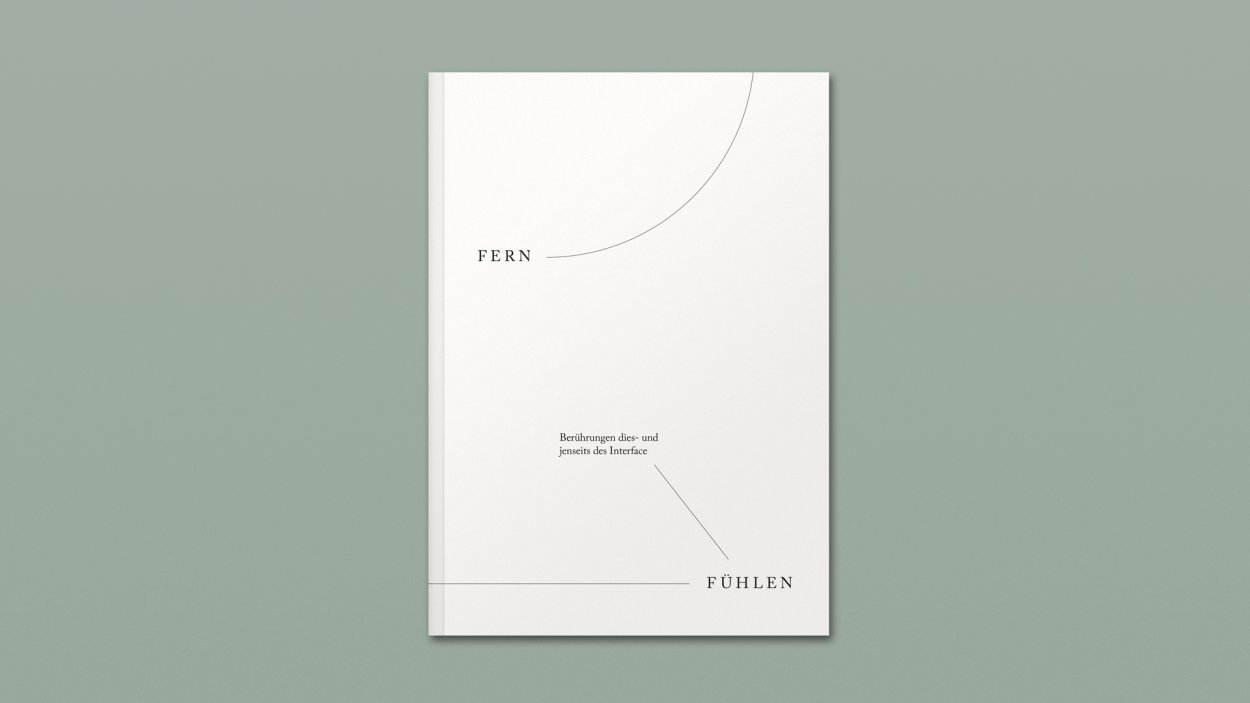 FERN
Berührungen dies- und
jenseits des Interface
FÜHLEN